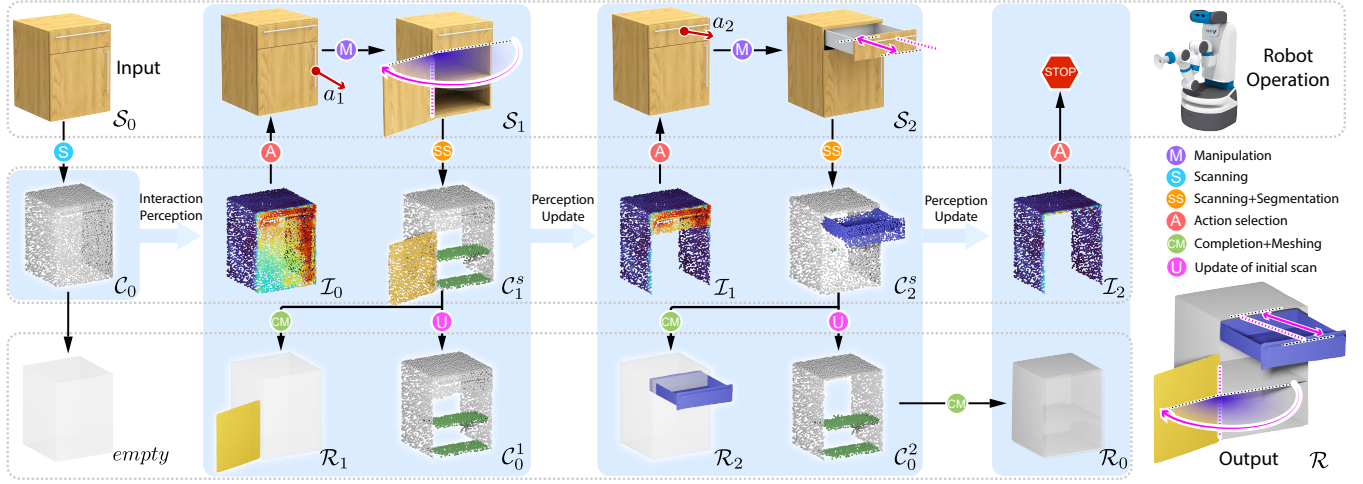 Input
S₀
a₁
M
S₁
a₂
M
S₂
STOP
Robot
Operation
S
A
SS
A
SS
A
M Manipulation
S Scanning
SS Scanning+Segmentation
A Action selection
CM Completion+Meshing
U Update of initial scan
Interaction
Perception
Perception
Update
Perception
Update
C₀
I₀
C₁ˢ
I₁
C₂ˢ
I₂
CM
U
CM
U
CM
empty
R₁
C₀¹
R₂
C₀²
R₀
Output
R